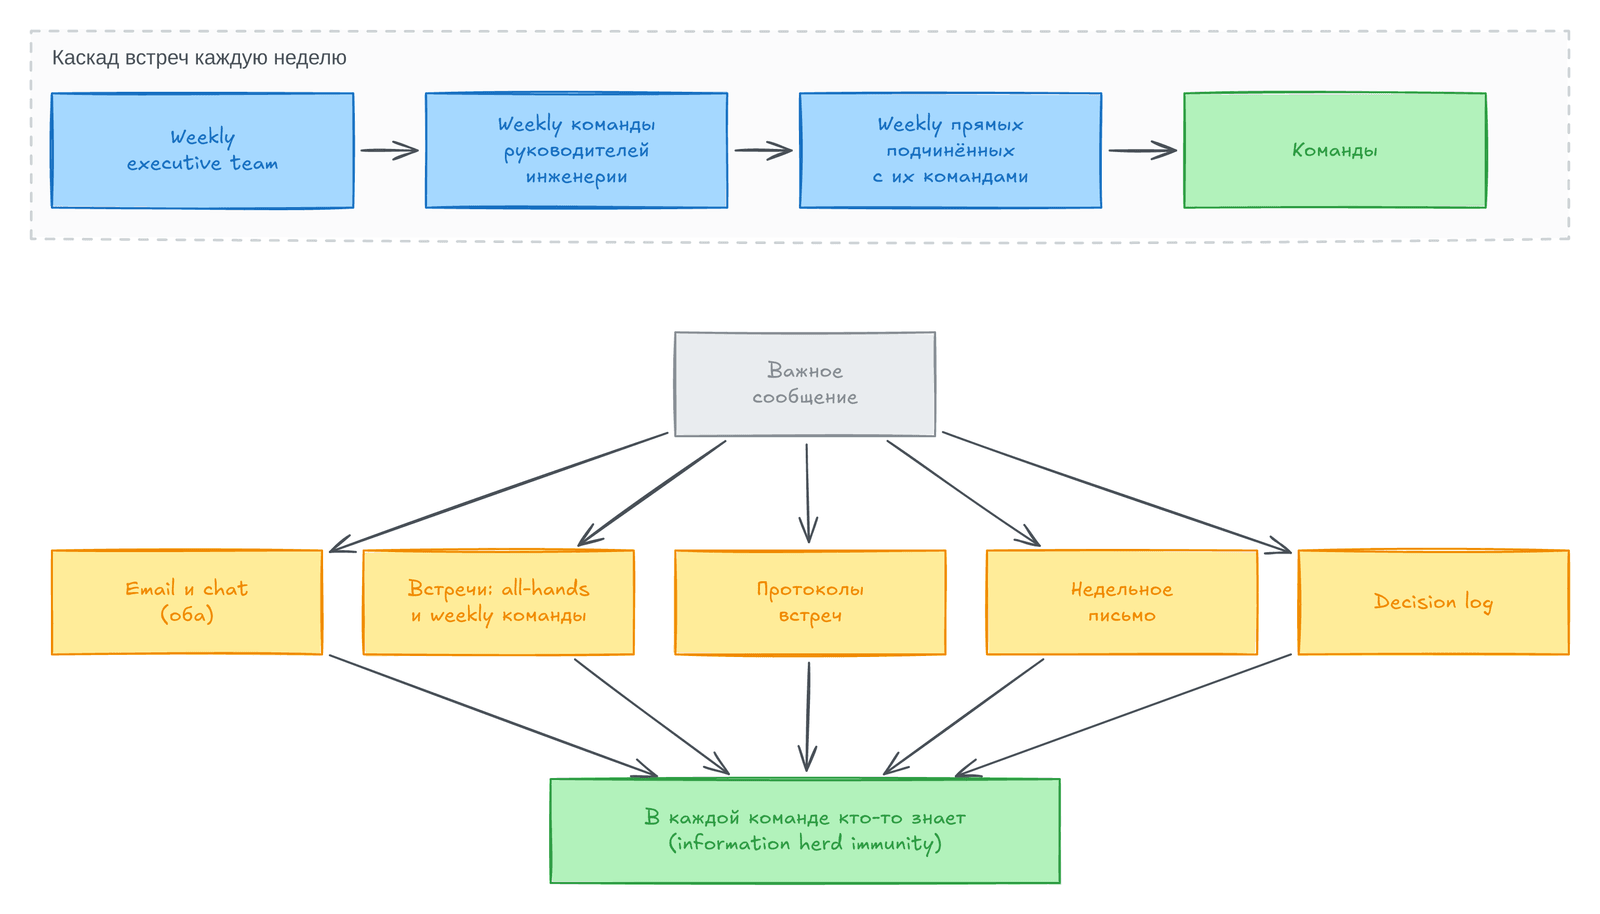 Каскад встреч каждую неделю
Weekly
executive team
Weekly команды
руководителей
инженерии
Weekly прямых
подчинённых
с их командами
Команды
Важное
сообщение
Email и chat
(оба)
Встречи: all-hands
и weekly команды
Протоколы
встреч
Недельное
письмо
Decision log
В каждой команде кто-то знает
(information herd immunity)